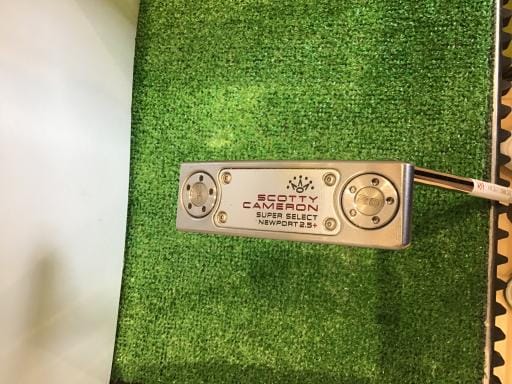 SCOTTY
CAMERON
SUPER SELECT
NEWPORT 2.5+